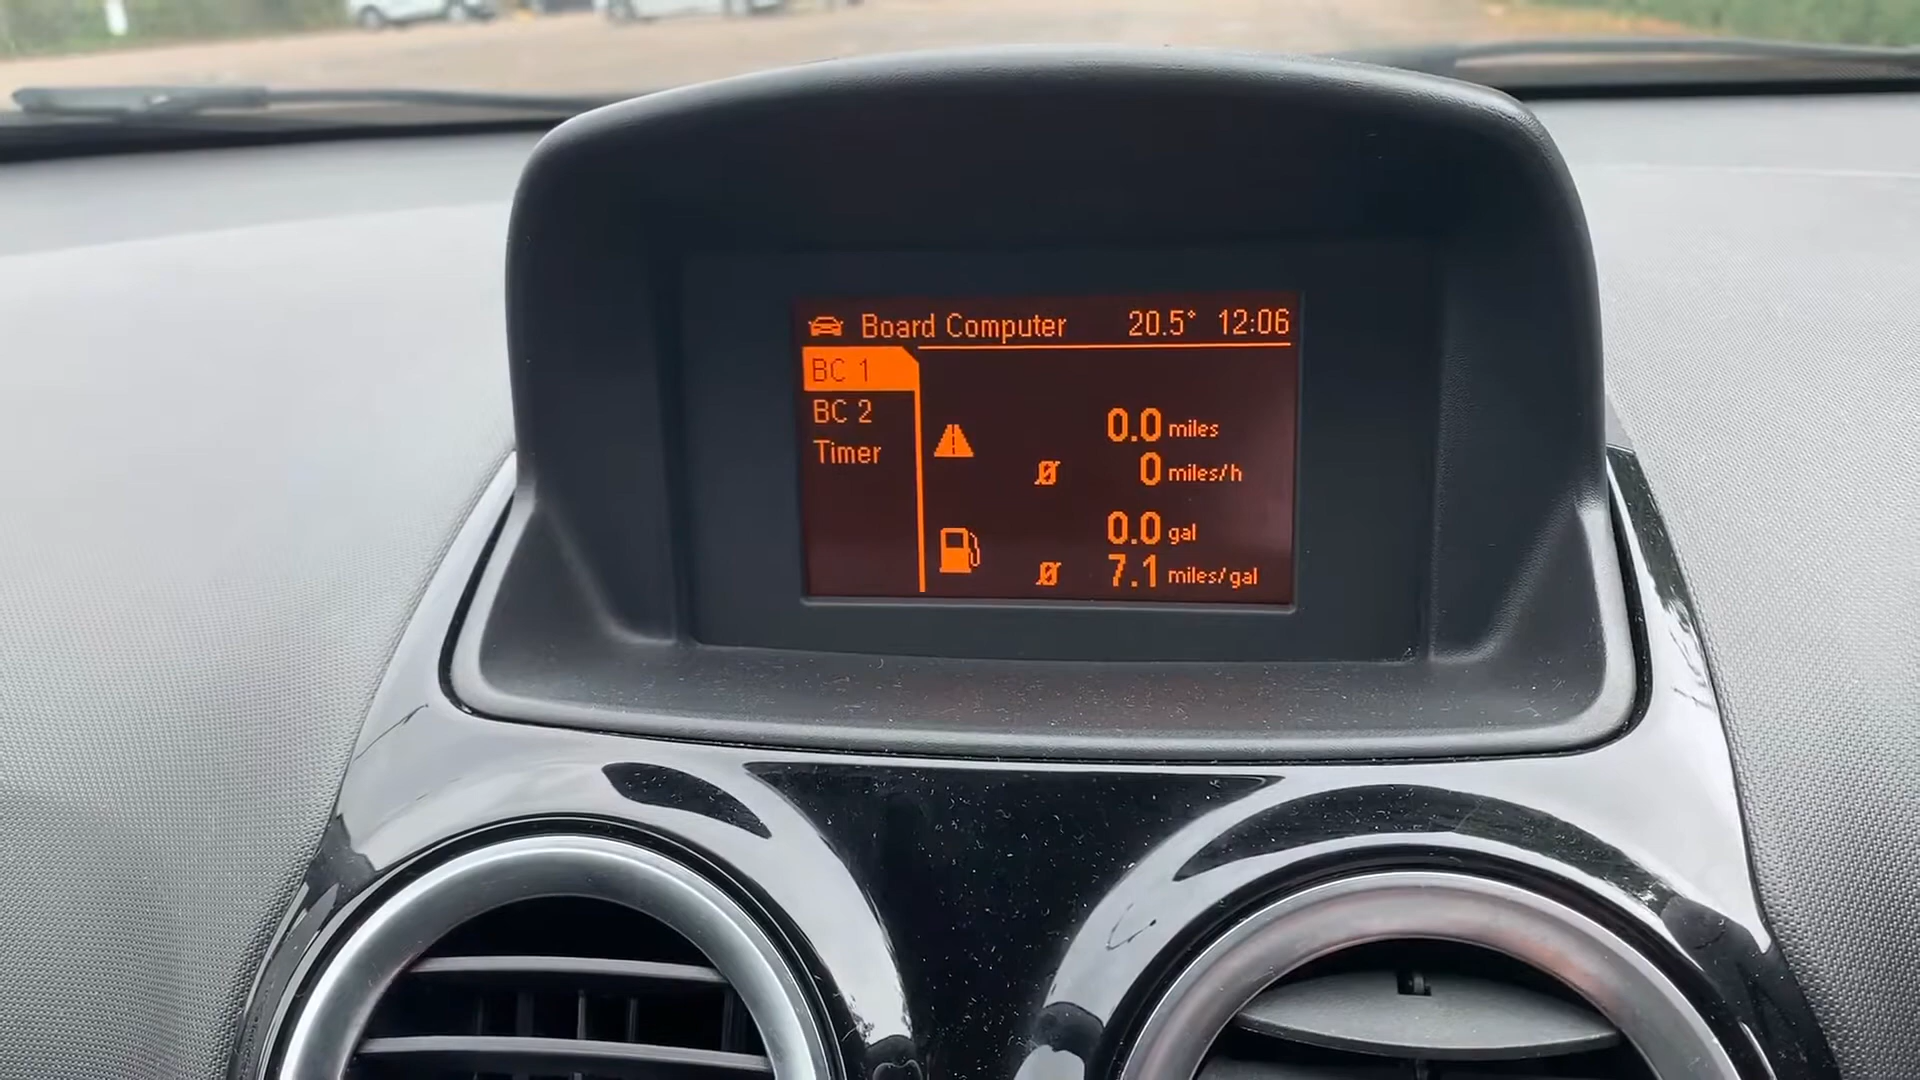 Board Computer 20.5° 12:06
BC 1
BC 2
Timer
0.0 miles
Ø 0 miles/h
0.0 gal
Ø 7.1 miles/gal